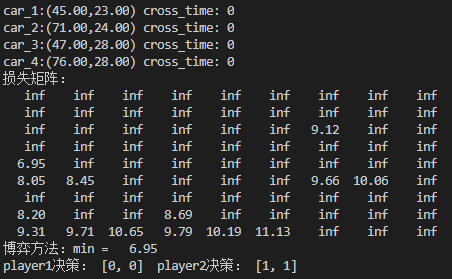 car_1:(45.00,23.00) cross_time: 0
car_2:(71.00,24.00) cross_time: 0
car_3:(47.00,28.00) cross_time: 0
car_4:(76.00,28.00) cross_time: 0
损失矩阵：
inf inf inf inf inf inf inf inf inf
inf inf inf inf inf inf inf inf inf
inf inf inf inf inf inf 9.12 inf inf
inf inf inf inf inf inf inf inf inf
6.95 inf inf inf inf inf inf inf inf
8.05 8.45 inf inf inf inf 9.66 10.06 inf
inf inf inf inf inf inf inf inf inf
8.20 inf inf 8.69 inf inf inf inf inf
9.31 9.71 10.65 9.79 10.19 11.13 inf inf inf
博弈方法：min = 6.95
player1决策： [0, 0] player2决策： [1, 1]